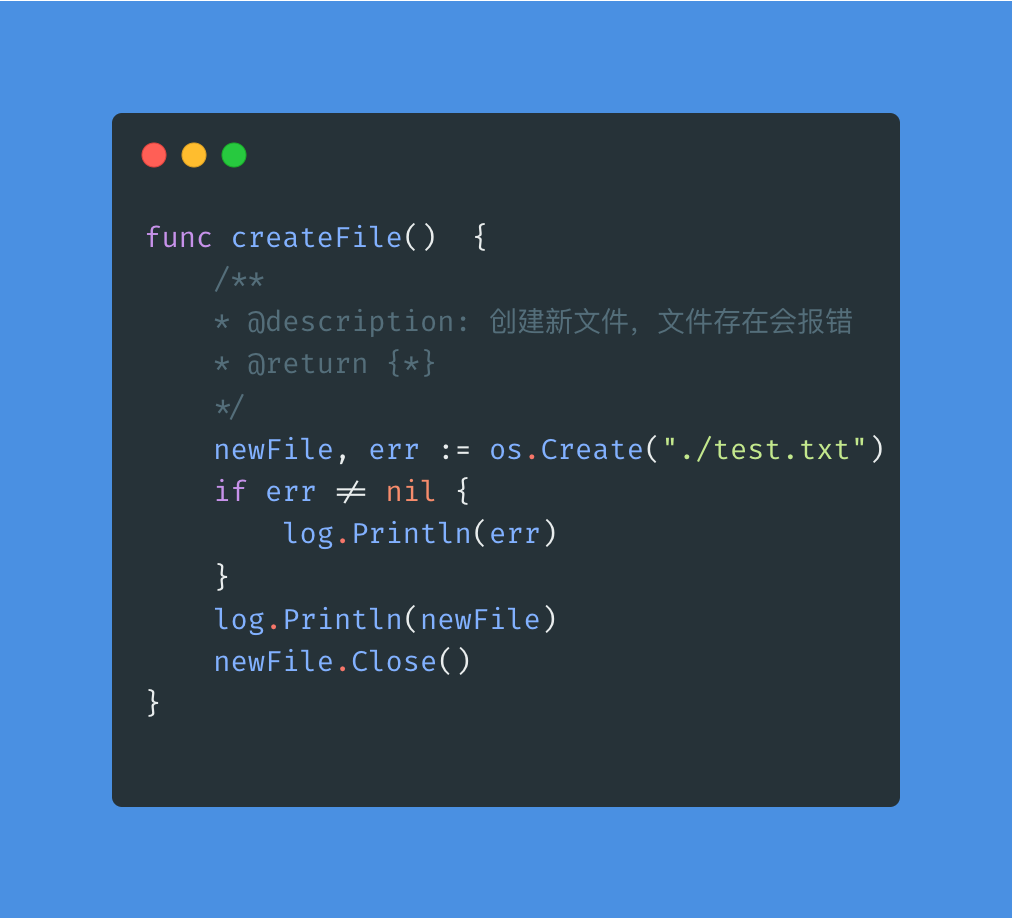 func createFile()  {
    /**
    * @description: 创建新文件，文件存在会报错
    * @return {*}
    */
    newFile, err := os.Create("./test.txt")
    if err != nil {
        log.Println(err)
    }
    log.Println(newFile)
    newFile.Close()
}